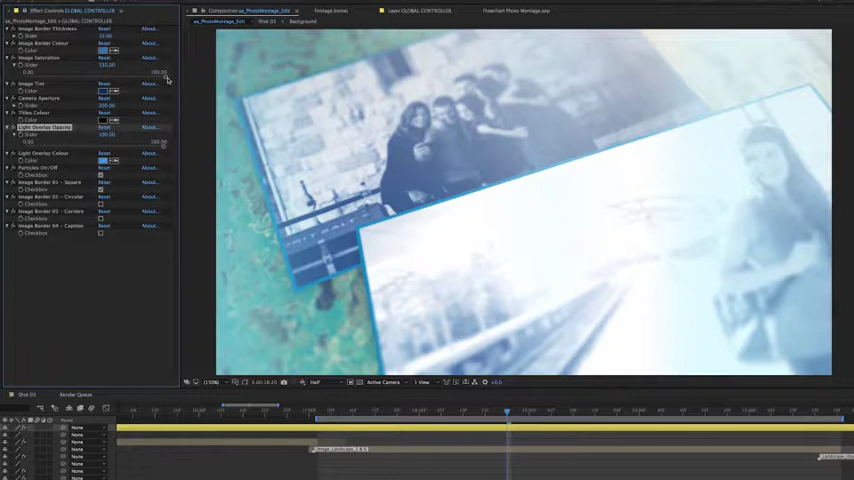 Effect Controls GLOBAL CONTROLLER
aa_PhotoMontage_Edit • GLOBAL CONTROLLER
Image Border Thickness Reset About...
Slider 10.00
Image Border Colour Reset About...
Color
Image Saturation Reset About...
Slider 110.00
0.00 100.00
Image Tint Reset About...
Color
Camera Aperture Reset About...
Slider 200.00
Titles Colour Reset About...
Color
Light Overlay Opacity Reset About...
Slider 100.00
0.00 100.00
Light Overlay Colour Reset About...
Color
Particles On/Off Reset About...
Checkbox
Image Border 01 - Square Reset About...
Checkbox
Image Border 02 - Circular Reset About...
Checkbox
Image Border 03 - Corners Reset About...
Checkbox
Image Border 04 - Caption Reset About...
Checkbox
Composition aa_PhotoMontage_Edit Footage (none) Layer GLOBAL CONTROLLER Flowchart Photo Montage.aep
aa_PhotoMontage_Edit Shot 03 Background
(150%) 0:00:18:20 Half Active Camera 1 View +0.0
Shot 03 Render Queue
None
None
None
None
None
None
None